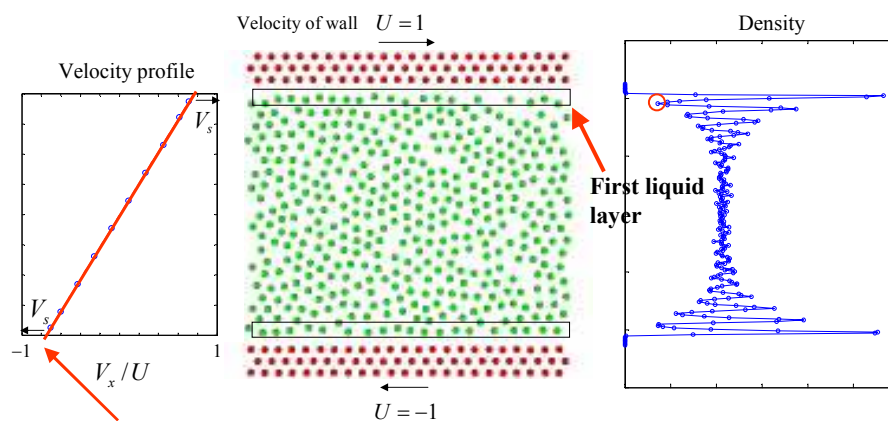 Velocity of wall U = 1
Density
Velocity profile
V_s
First liquid
layer
V_s
−1
1
V_x / U
U = −1